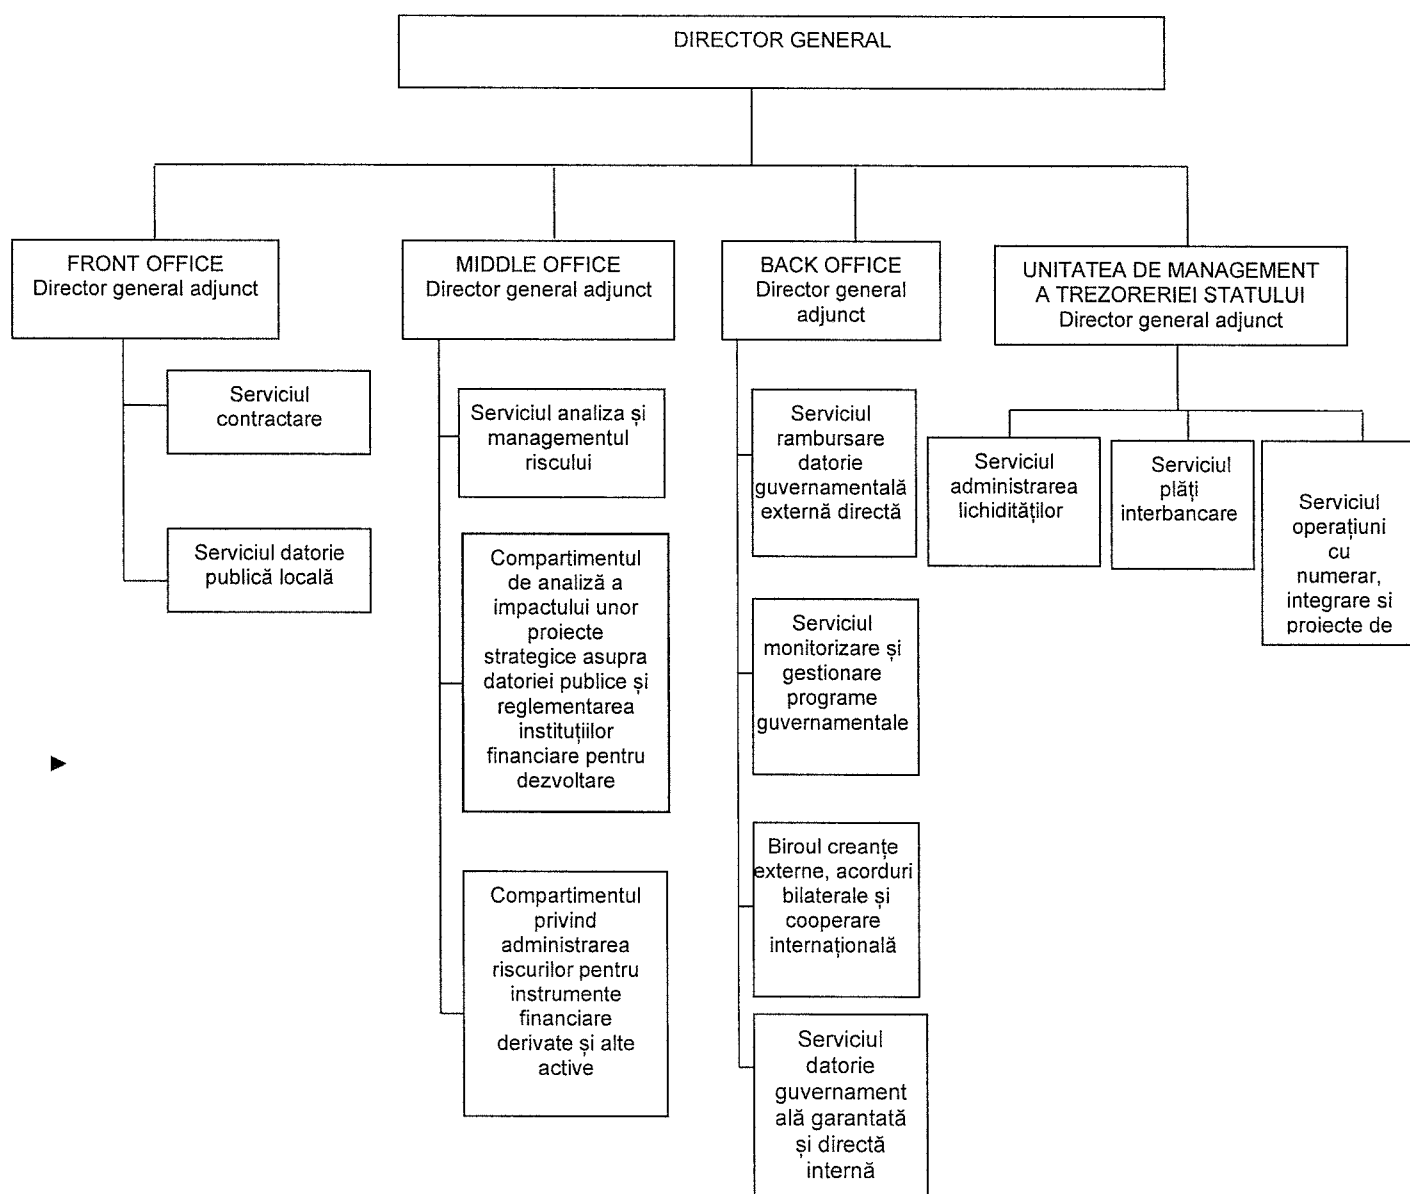 DIRECTOR GENERAL
FRONT OFFICE
Director general adjunct
Serviciul
contractare
Serviciul datorie
publică locală
MIDDLE OFFICE
Director general adjunct
Serviciul analiza și
managementul
riscului
Compartimentul
de analiză a
impactului unor
proiecte
strategice asupra
datoriei publice și
reglementarea
instituțiilor
financiare pentru
dezvoltare
Compartimentul
privind
administrarea
riscurilor pentru
instrumente
financiare
derivate și alte
active
BACK OFFICE
Director general
adjunct
Serviciul
rambursare
datorie
guvernamentală
externă directă
Serviciul
monitorizare și
gestionare
programe
guvernamentale
Biroul creanțe
externe, acorduri
bilaterale și
cooperare
internațională
Serviciul
datorie
guvernament
ală garantată
și directă
internă
UNITATEA DE MANAGEMENT
A TREZORERIEI STATULUI
Director general adjunct
Serviciul
administrarea
lichidităților
Serviciul
plăți
interbancare
Serviciul
operațiuni
cu
numerar,
integrare si
proiecte de